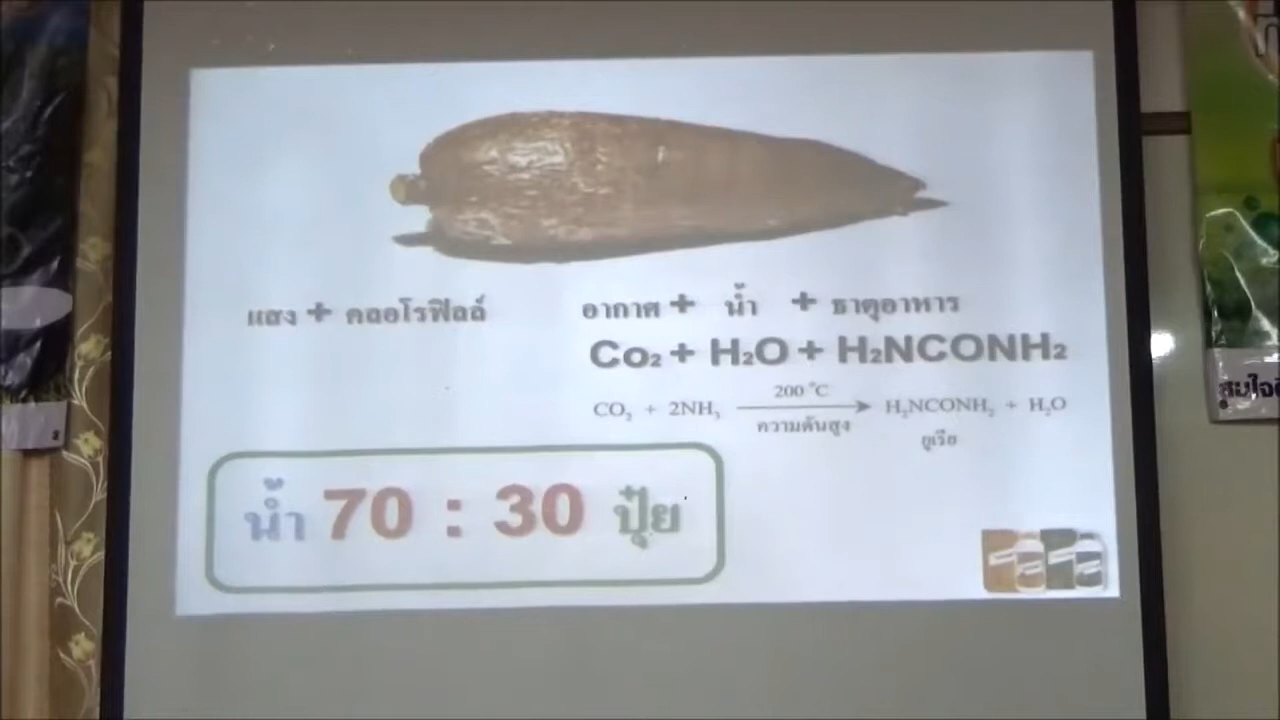 แสง + คลอโรฟิลล์
อากาศ + น้ำ + ธาตุอาหาร
Co₂ + H₂O + H₂NCONH₂
CO₂ + 2NH₃ 200 °C ความดันสูง H₂NCONH₂ + H₂O
ยูเรีย
น้ำ 70 : 30 ปุ๋ย